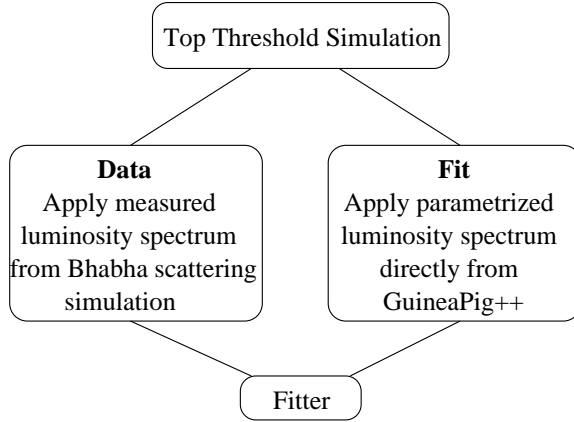 Top Threshold Simulation
Data
Apply measured
luminosity spectrum
from Bhabha scattering
simulation
Fit
Apply parametrized
luminosity spectrum
directly from
GuineaPig++
Fitter